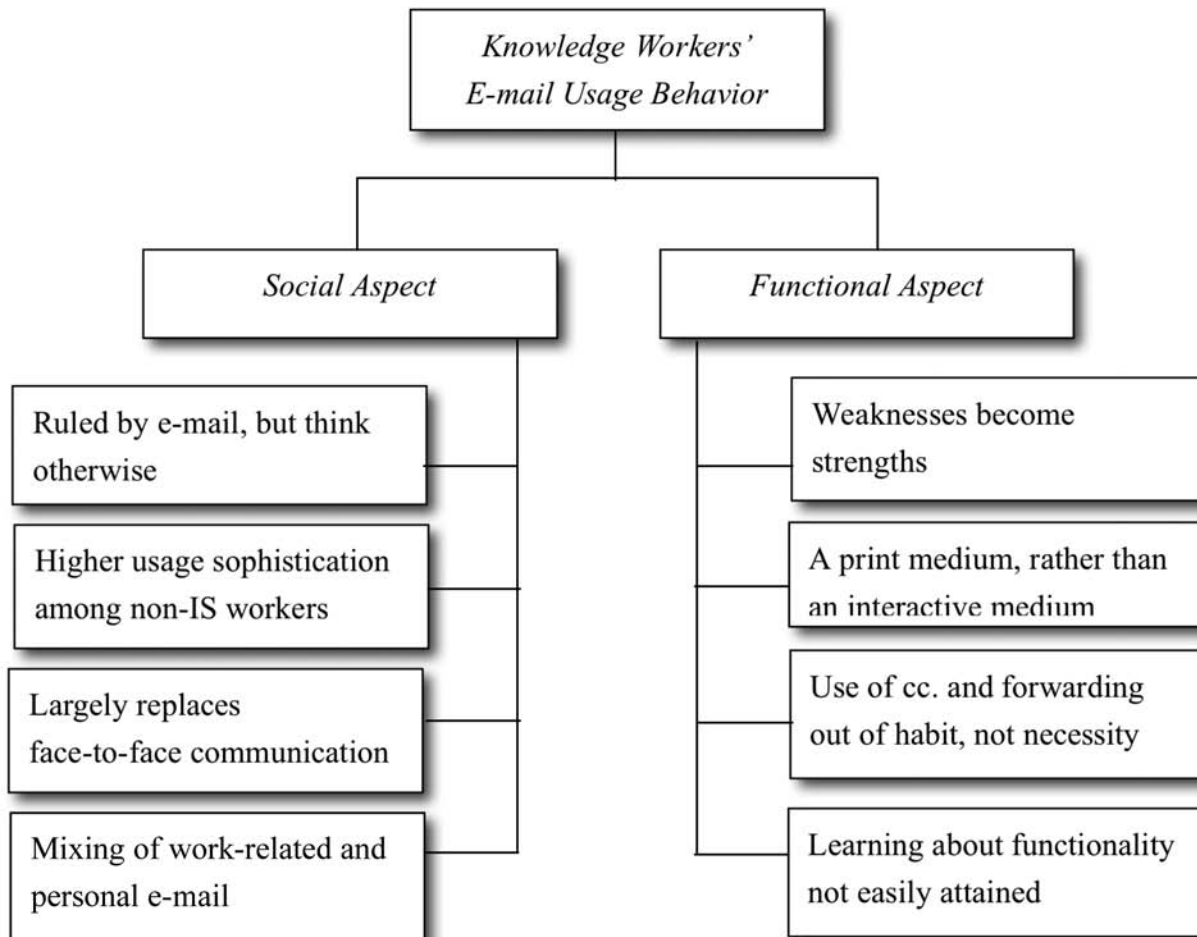 Knowledge Workers’
E-mail Usage Behavior
Social Aspect
Functional Aspect
Ruled by e-mail, but think
otherwise
Higher usage sophistication
among non-IS workers
Largely replaces
face-to-face communication
Mixing of work-related and
personal e-mail
Weaknesses become
strengths
A print medium, rather than
an interactive medium
Use of cc. and forwarding
out of habit, not necessity
Learning about functionality
not easily attained